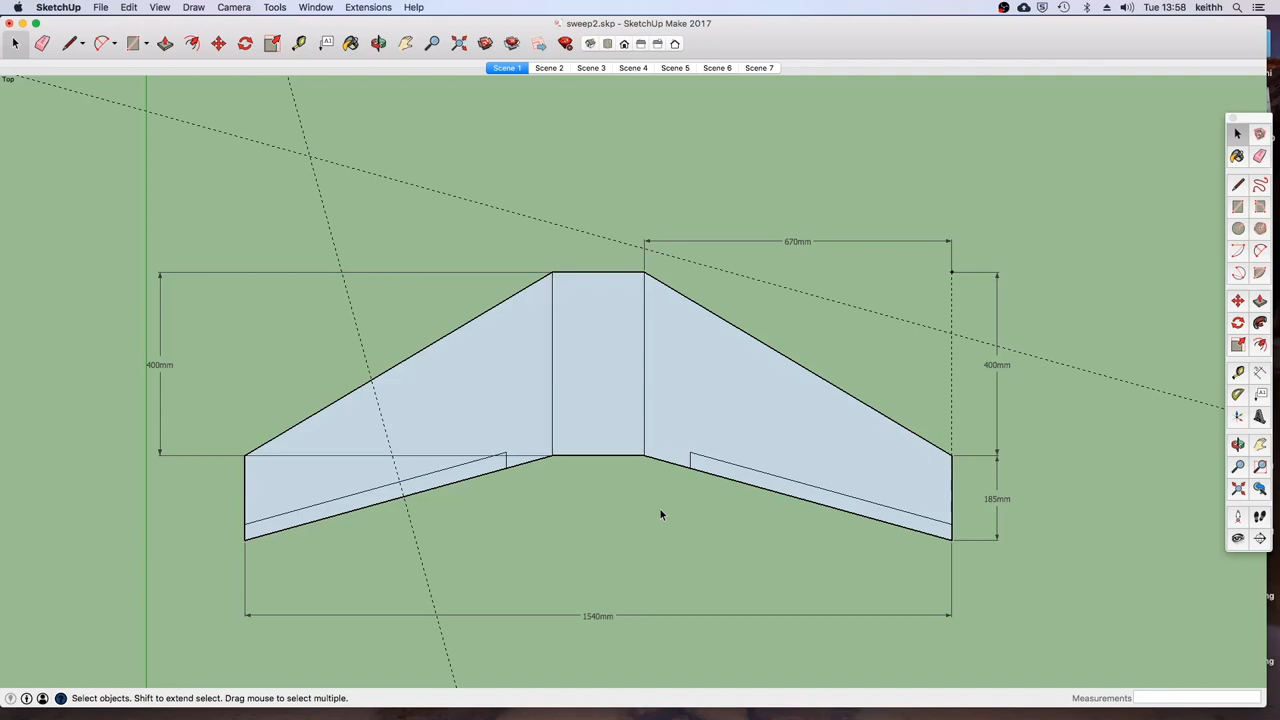 SketchUp File Edit View Draw Camera Tools Window Extensions Help Tue 13:58 keithh
sweep2.skp - SketchUp Make 2017
Scene 1 Scene 2 Scene 3 Scene 4 Scene 5 Scene 6 Scene 7
Top
670mm
400mm
400mm
185mm
1540mm
Select objects. Shift to extend select. Drag mouse to select multiple.
Measurements